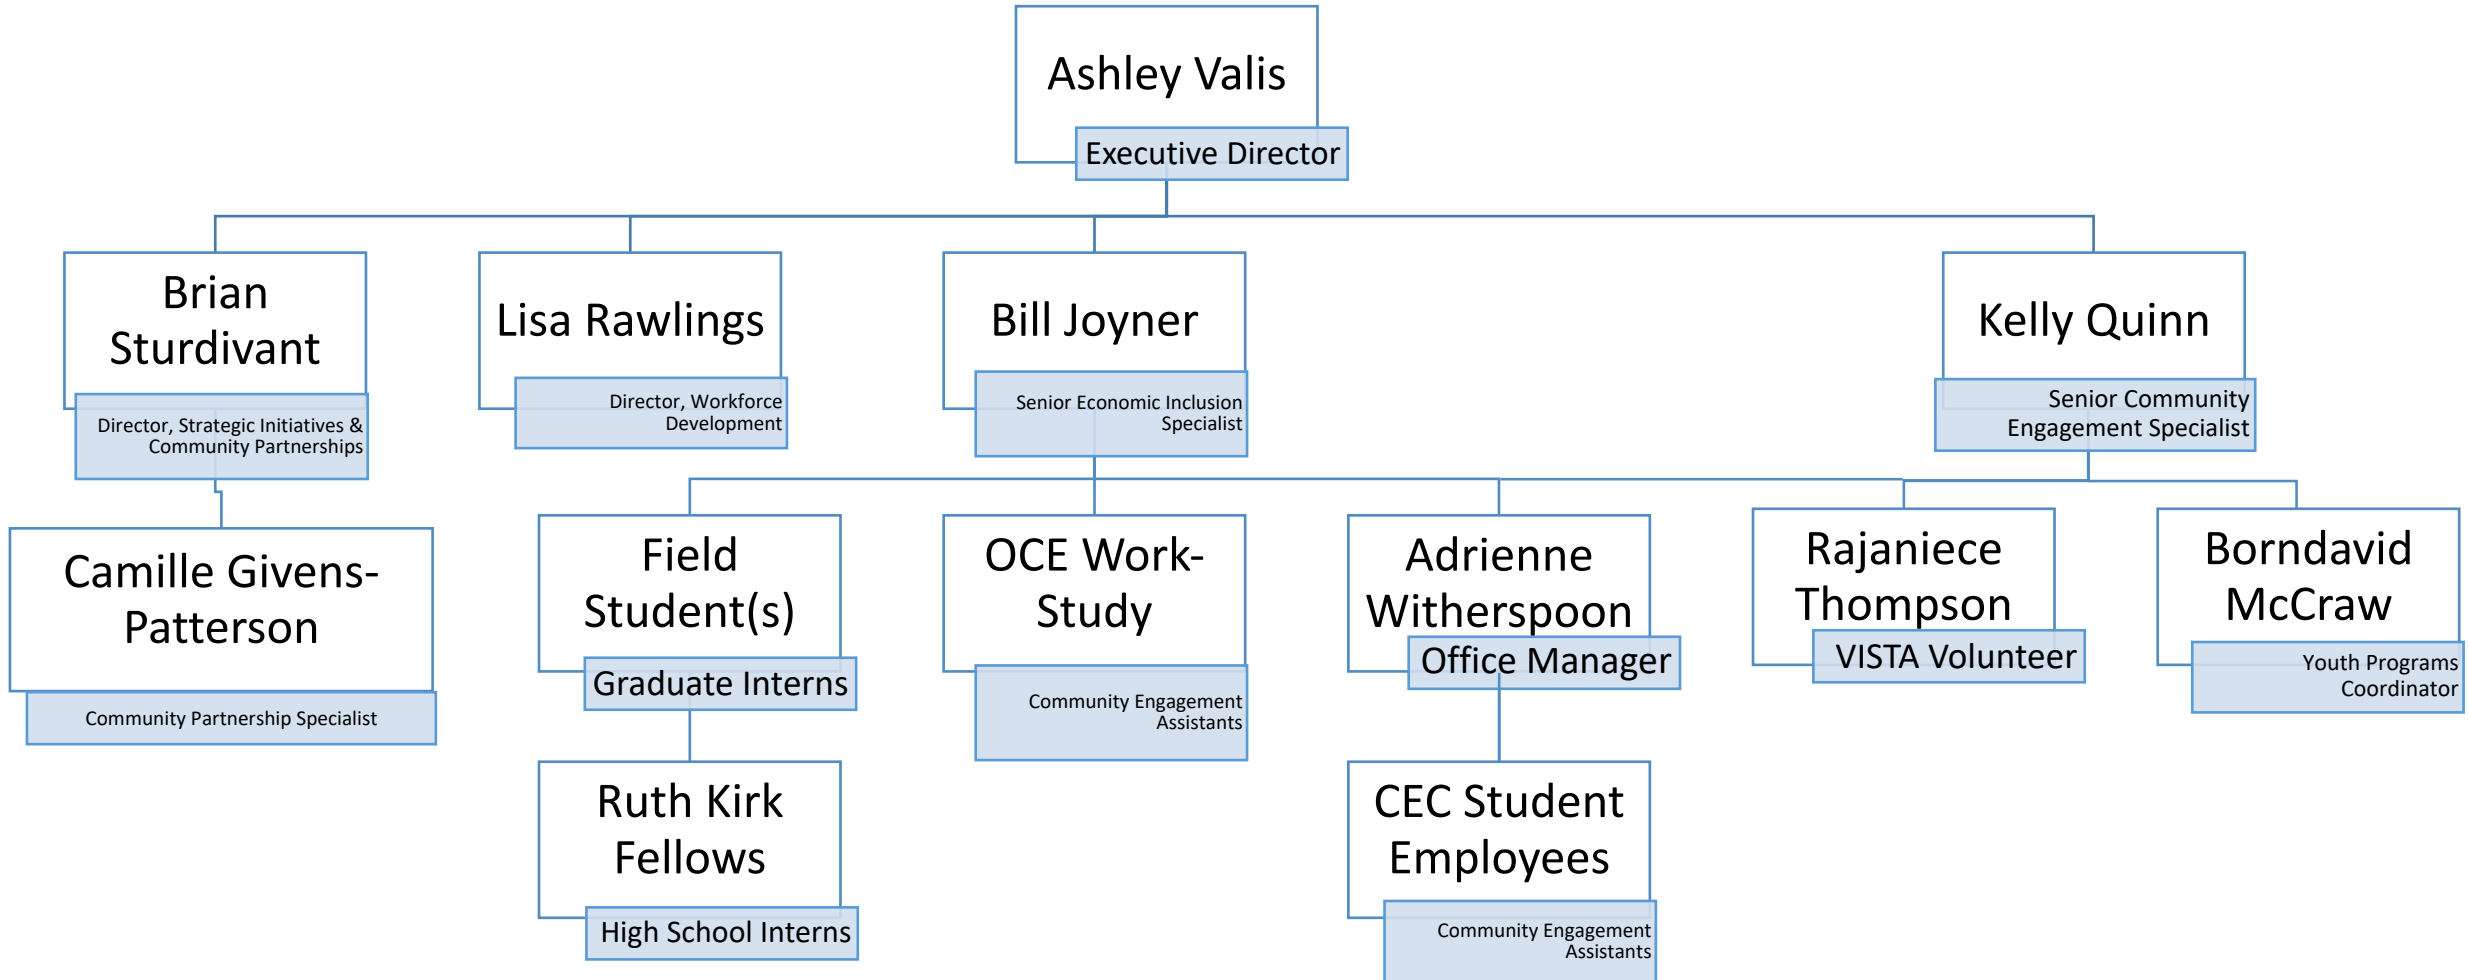 Ashley Valis
Executive Director
Brian
Sturdivant
Director, Strategic Initiatives &
Community Partnerships
Lisa Rawlings
Director, Workforce
Development
Bill Joyner
Senior Economic Inclusion
Specialist
Kelly Quinn
Senior Community
Engagement Specialist
Camille Givens-
Patterson
Community Partnership Specialist
Field
Student(s)
Graduate Interns
OCE Work-
Study
Community Engagement
Assistants
Adrienne
Witherspoon
Office Manager
Rajaniece
Thompson
VISTA Volunteer
Borndavid
McCraw
Youth Programs
Coordinator
Ruth Kirk
Fellows
High School Interns
CEC Student
Employees
Community Engagement
Assistants